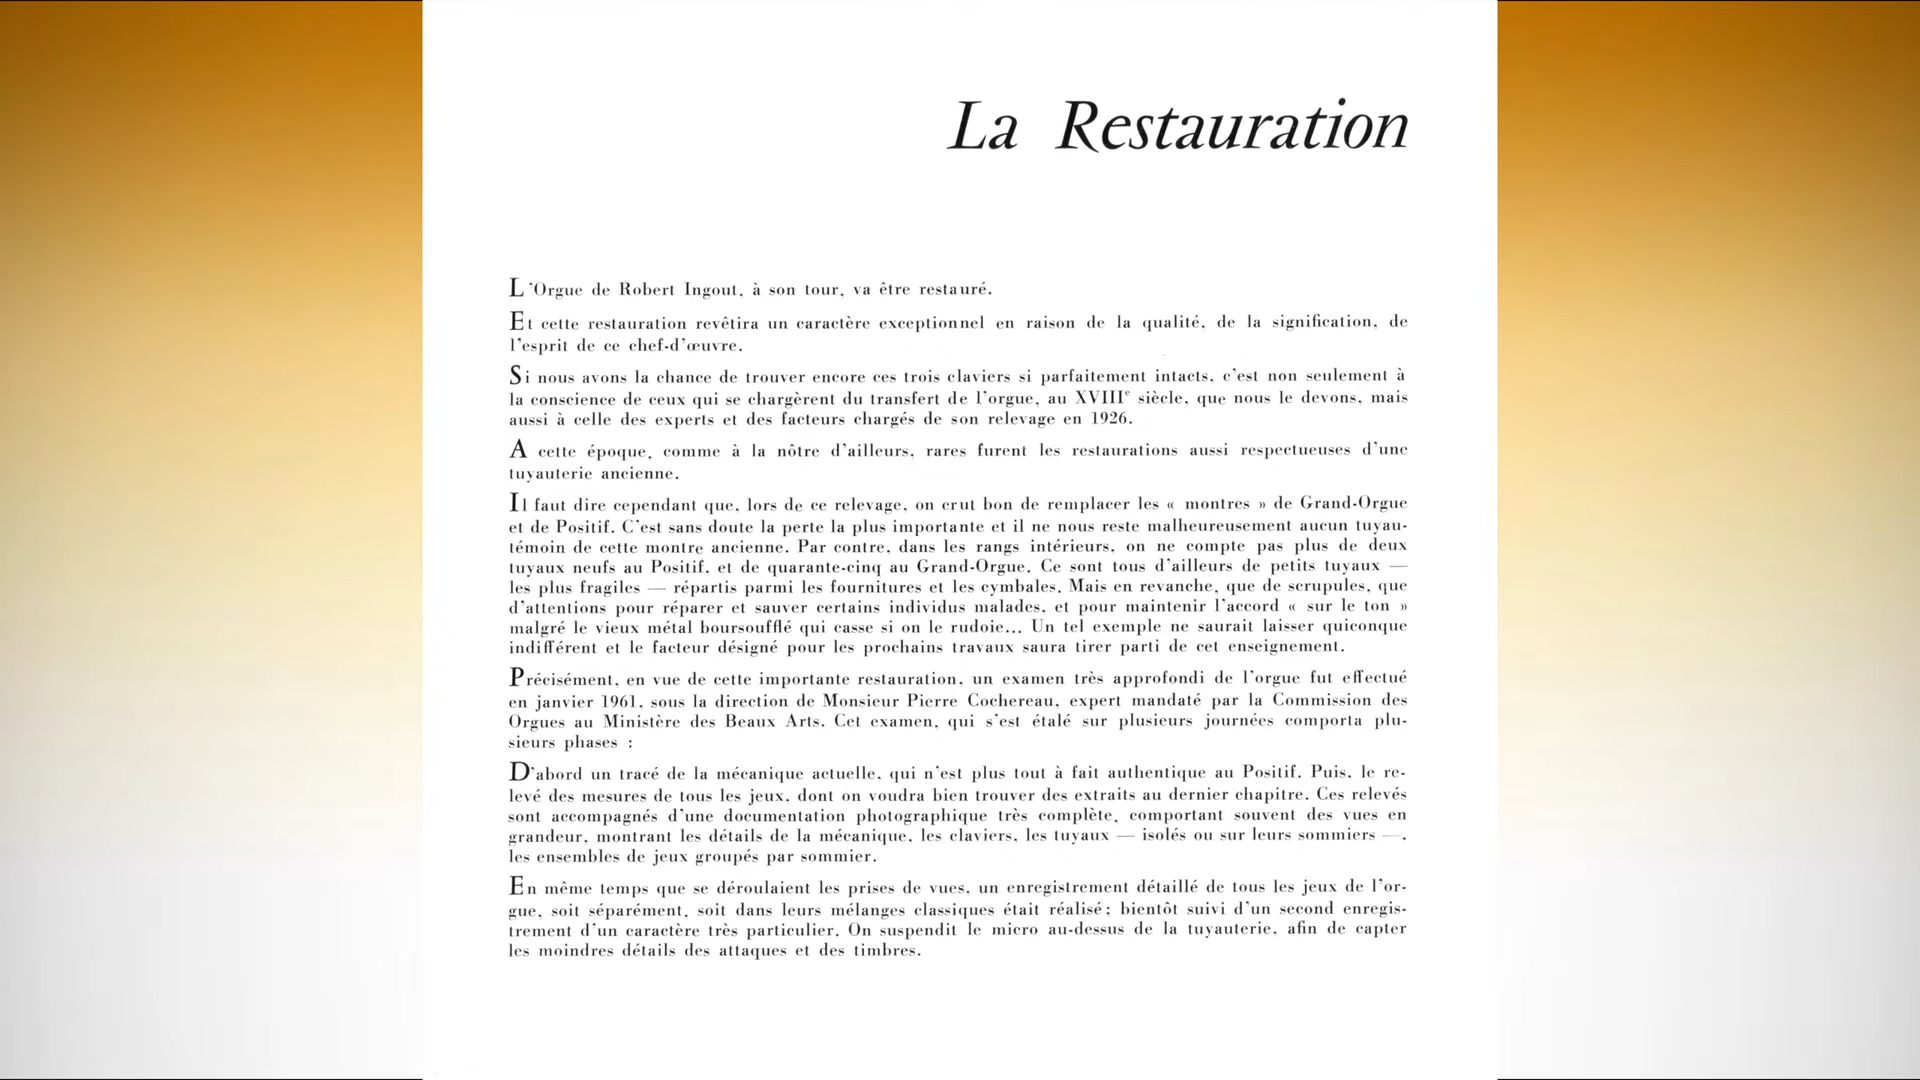 La Restauration
L'Orgue de Robert Ingout, à son tour, va être restauré.
Et cette restauration revêtira un caractère exceptionnel en raison de la qualité, de la signification, de
l'esprit de ce chef-d'œuvre.
Si nous avons la chance de trouver encore ces trois claviers si parfaitement intacts, c'est non seulement à
la conscience de ceux qui se chargèrent du transfert de l'orgue, au XVIIIe siècle, que nous le devons, mais
aussi à celle des experts et des facteurs chargés de son relevage en 1926.
A cette époque, comme à la nôtre d'ailleurs, rares furent les restaurations aussi respectueuses d'une
tuyauterie ancienne.
Il faut dire cependant que, lors de ce relevage, on crut bon de remplacer les « montres » de Grand-Orgue
et de Positif. C'est sans doute la perte la plus importante et il ne nous reste malheureusement aucun tuyau-
témoin de cette montre ancienne. Par contre, dans les rangs intérieurs, on ne compte pas plus de deux
tuyaux neufs au Positif, et de quarante-cinq au Grand-Orgue. Ce sont tous d'ailleurs de petits tuyaux —
les plus fragiles — répartis parmi les fournitures et les cymbales. Mais en revanche, que de scrupules, que
d'attentions pour réparer et sauver certains individus malades, et pour maintenir l'accord « sur le ton »
malgré le vieux métal boursoufflé qui casse si on le rudoie... Un tel exemple ne saurait laisser quiconque
indifférent et le facteur désigné pour les prochains travaux saura tirer parti de cet enseignement.
Précisément, en vue de cette importante restauration, un examen très approfondi de l'orgue fut effectué
en janvier 1961, sous la direction de Monsieur Pierre Cochereau, expert mandaté par la Commission des
Orgues au Ministère des Beaux Arts. Cet examen, qui s'est étalé sur plusieurs journées comporta plu-
sieurs phases :
D'abord un tracé de la mécanique actuelle, qui n'est plus tout à fait authentique au Positif. Puis, le re-
levé des mesures de tous les jeux, dont on voudra bien trouver des extraits au dernier chapitre. Ces relevés
sont accompagnés d'une documentation photographique très complète, comportant souvent des vues en
grandeur, montrant les détails de la mécanique, les claviers, les tuyaux — isolés ou sur leurs sommiers —,
les ensembles de jeux groupés par sommier.
En même temps que se déroulaient les prises de vues, un enregistrement détaillé de tous les jeux de l'or-
gue, soit séparément, soit dans leurs mélanges classiques était réalisé; bientôt suivi d'un second enregis-
trement d'un caractère très particulier. On suspendit le micro au-dessus de la tuyauterie, afin de capter
les moindres détails des attaques et des timbres.